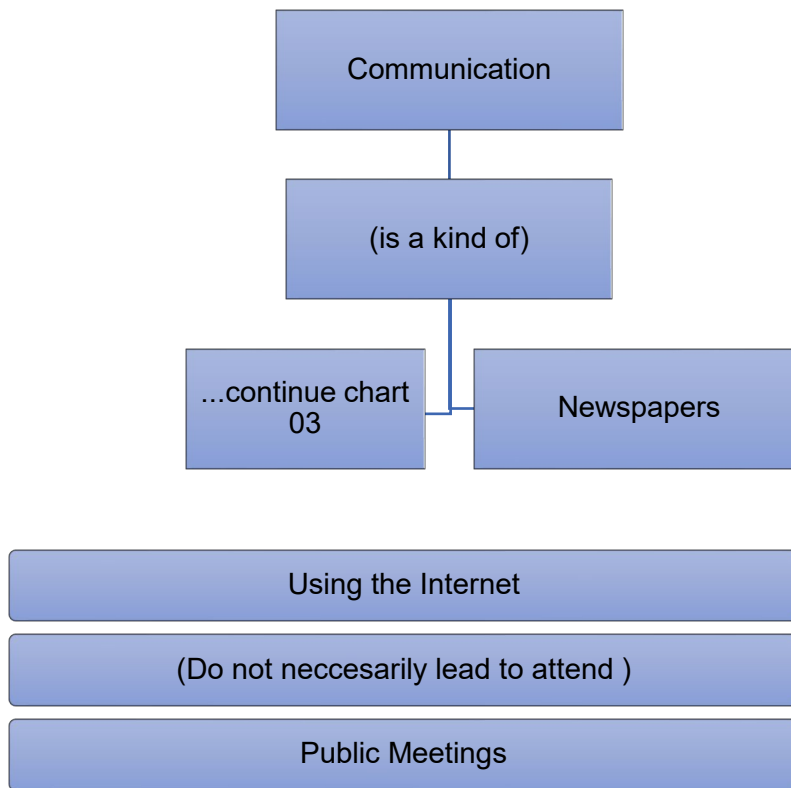 Communication
(is a kind of)
...continue chart
03
Newspapers
Using the Internet
(Do not neccesarily lead to attend )
Public Meetings